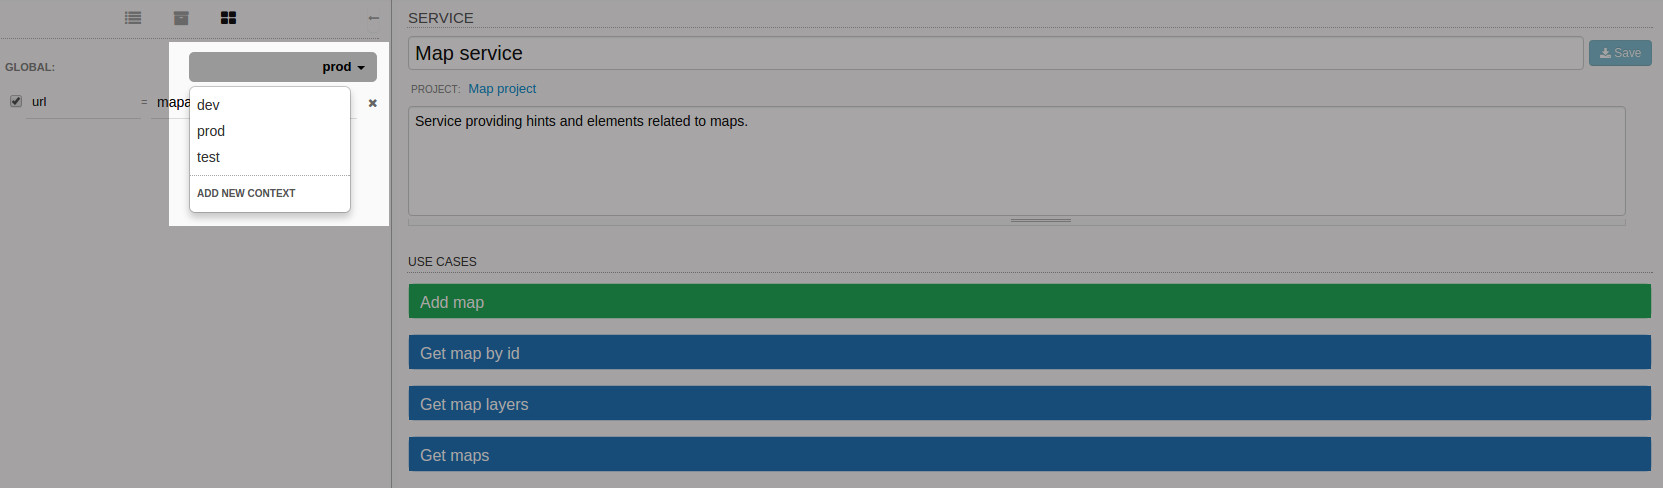 GLOBAL:
prod
url = mapa
dev
prod
test
ADD NEW CONTEXT
SERVICE
Map service
Save
PROJECT: Map project
Service providing hints and elements related to maps.
USE CASES
Add map
Get map by id
Get map layers
Get maps